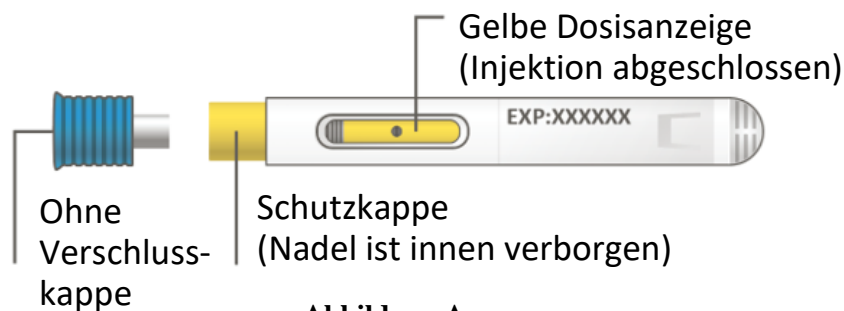 Gelbe Dosisanzeige
(Injektion abgeschlossen)
EXP:XXXXXX
Ohne
Verschluss-
kappe
Schutzkappe
(Nadel ist innen verborgen)